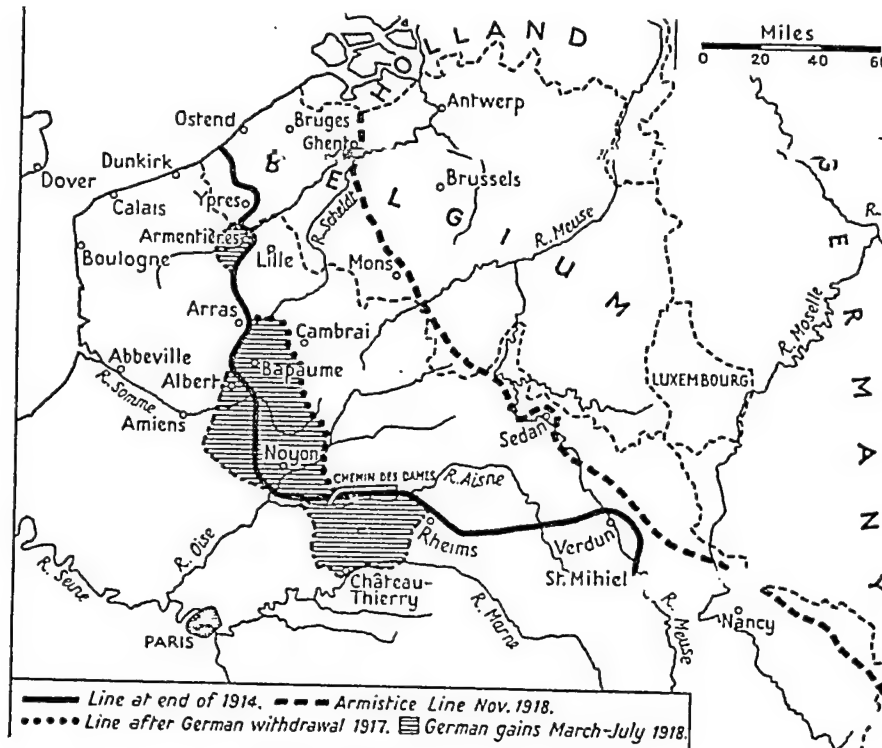 HOLLAND
Miles
0 20 40 60
Antwerp
Ostend
Bruges
Ghent
Dover
Dunkirk
Calais
Ypres
BELGIUM
Brussels
R. Scheldt
R. Meuse
Armentières
Boulogne
Lille
Mons
GERMANY
R.
Arras
Cambrai
R. Moselle
Abbeville
Bapaume
Albert
R. Somme
LUXEMBOURG
Amiens
Sedan
Noyon
CHEMIN DES DAMES
R. Aisne
R. Oise
Rheims
Verdun
R. Seine
Château-
Thierry
St. Mihiel
R. Marne
R. Meuse
Nancy
PARIS
Line at end of 1914. Armistice Line Nov. 1918.
Line after German withdrawal 1917. German gains March-July 1918.